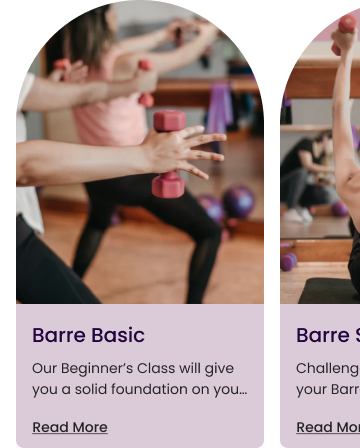 Barre Basic
Our Beginner’s Class will give
you a solid foundation on you...
Read More
Barre
Challeng
your Barr
Read Mor